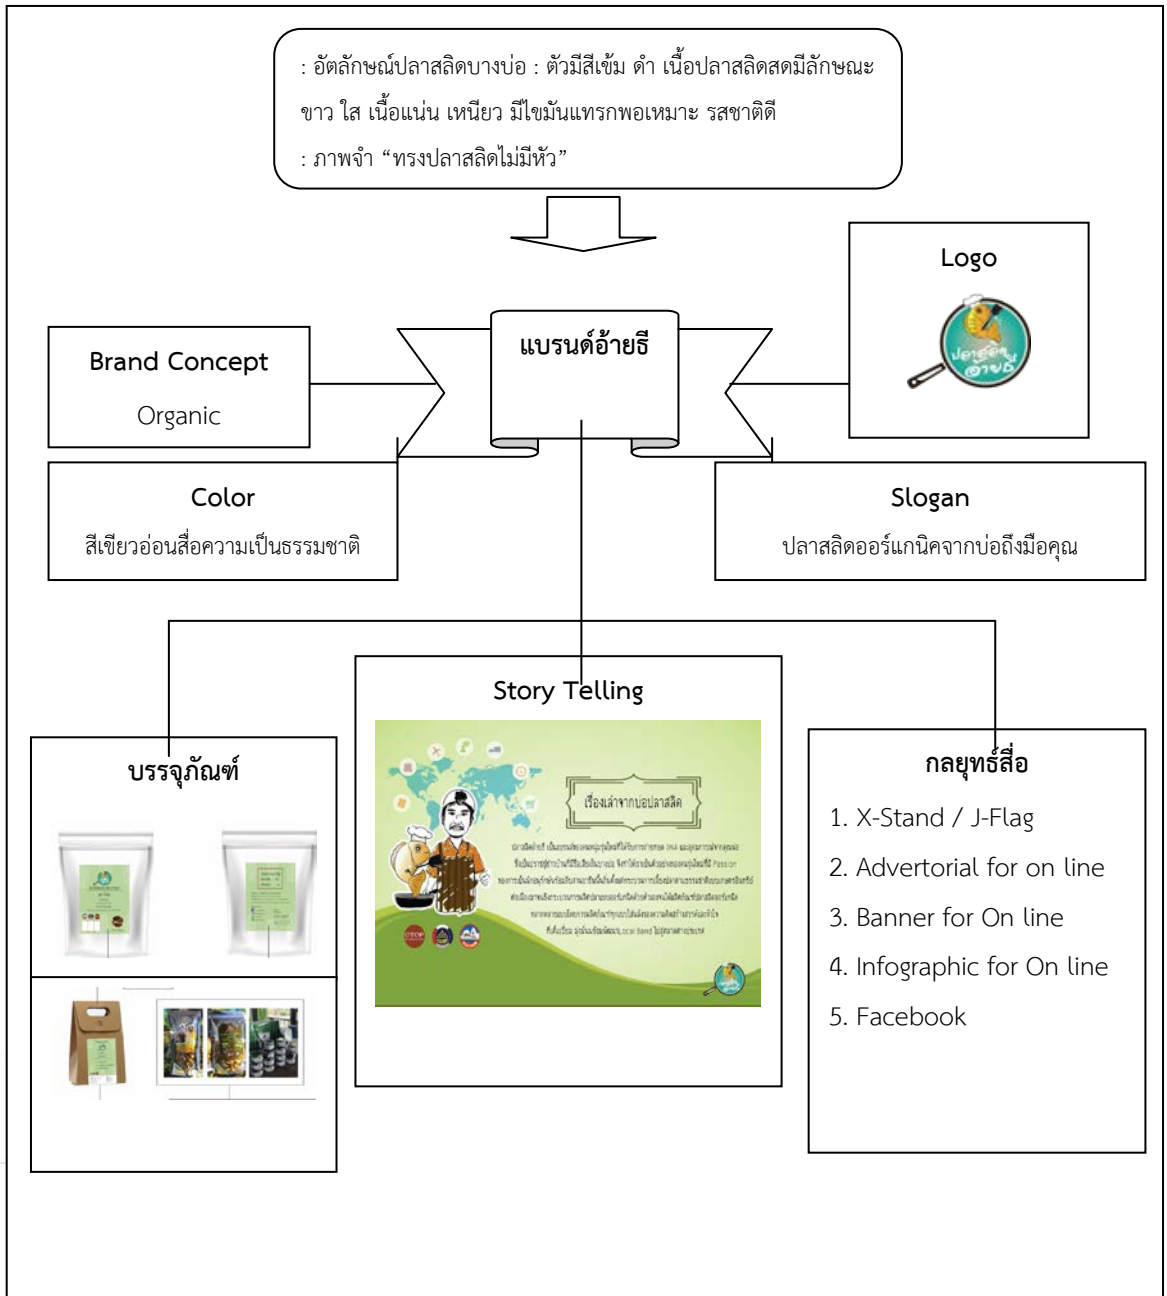 : อัตลักษณ์ปลาสลิดบางบ่อ : ตัวมีสีเข้ม ดำ เนื้อปลาสลิดสดมีลักษณะ
ขาว ใส เนื้อแน่น เหนียว มีไขมันแทรกพอเหมาะ รสชาติดี
: ภาพจำ “ทรงปลาสลิดไม่มีหัว”
Logo
ปลาสลิด
อ้ายธี
แบรนด์อ้ายธี
Brand Concept
Organic
Color
สีเขียวอ่อนสื่อความเป็นธรรมชาติ
Slogan
ปลาสลิดออร์แกนิคจากบ่อถึงมือคุณ
Story Telling
เรื่องเล่าจากบ่อปลาสลิด
OTOP
บรรจุภัณฑ์
กลยุทธ์สื่อ
1. X-Stand / J-Flag
2. Advertorial for on line
3. Banner for On line
4. Infographic for On line
5. Facebook